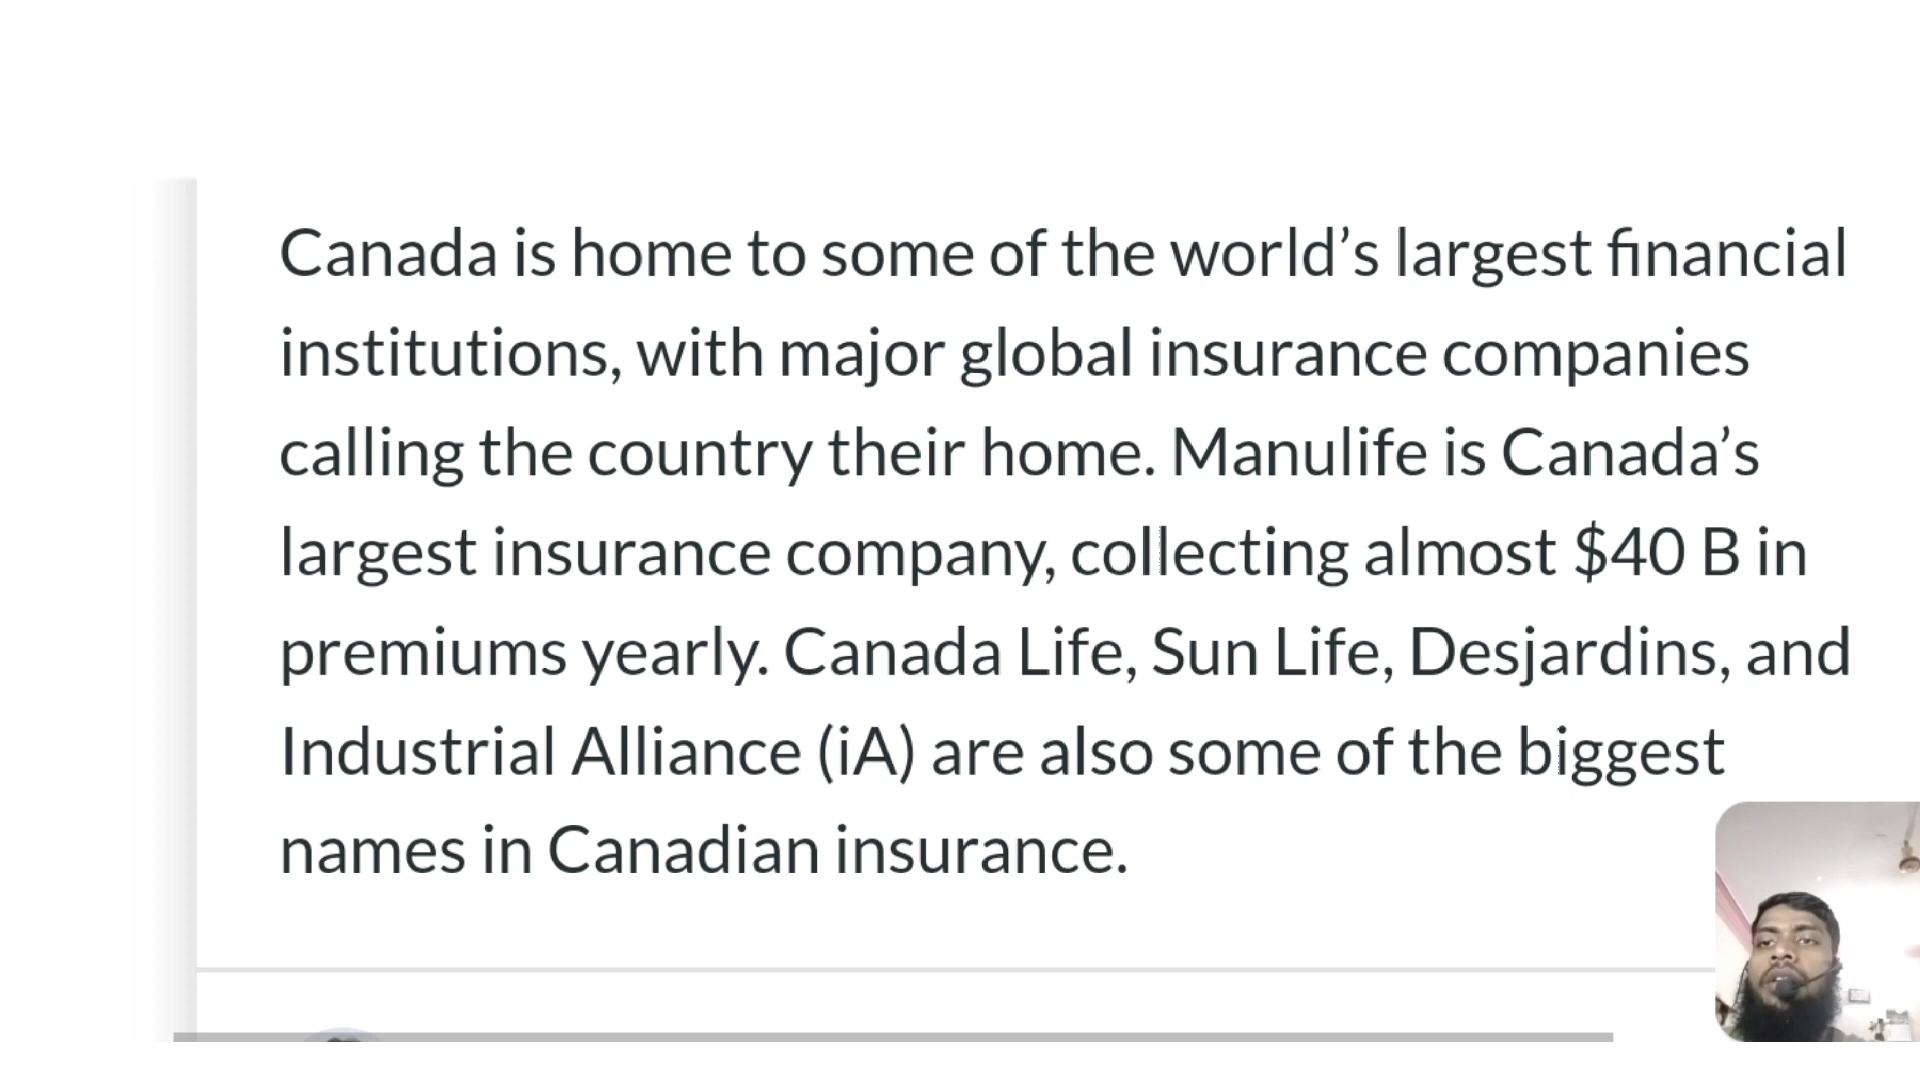 Canada is home to some of the world’s largest financial
institutions, with major global insurance companies
calling the country their home. Manulife is Canada’s
largest insurance company, collecting almost $40 B in
premiums yearly. Canada Life, Sun Life, Desjardins, and
Industrial Alliance (iA) are also some of the biggest
names in Canadian insurance.